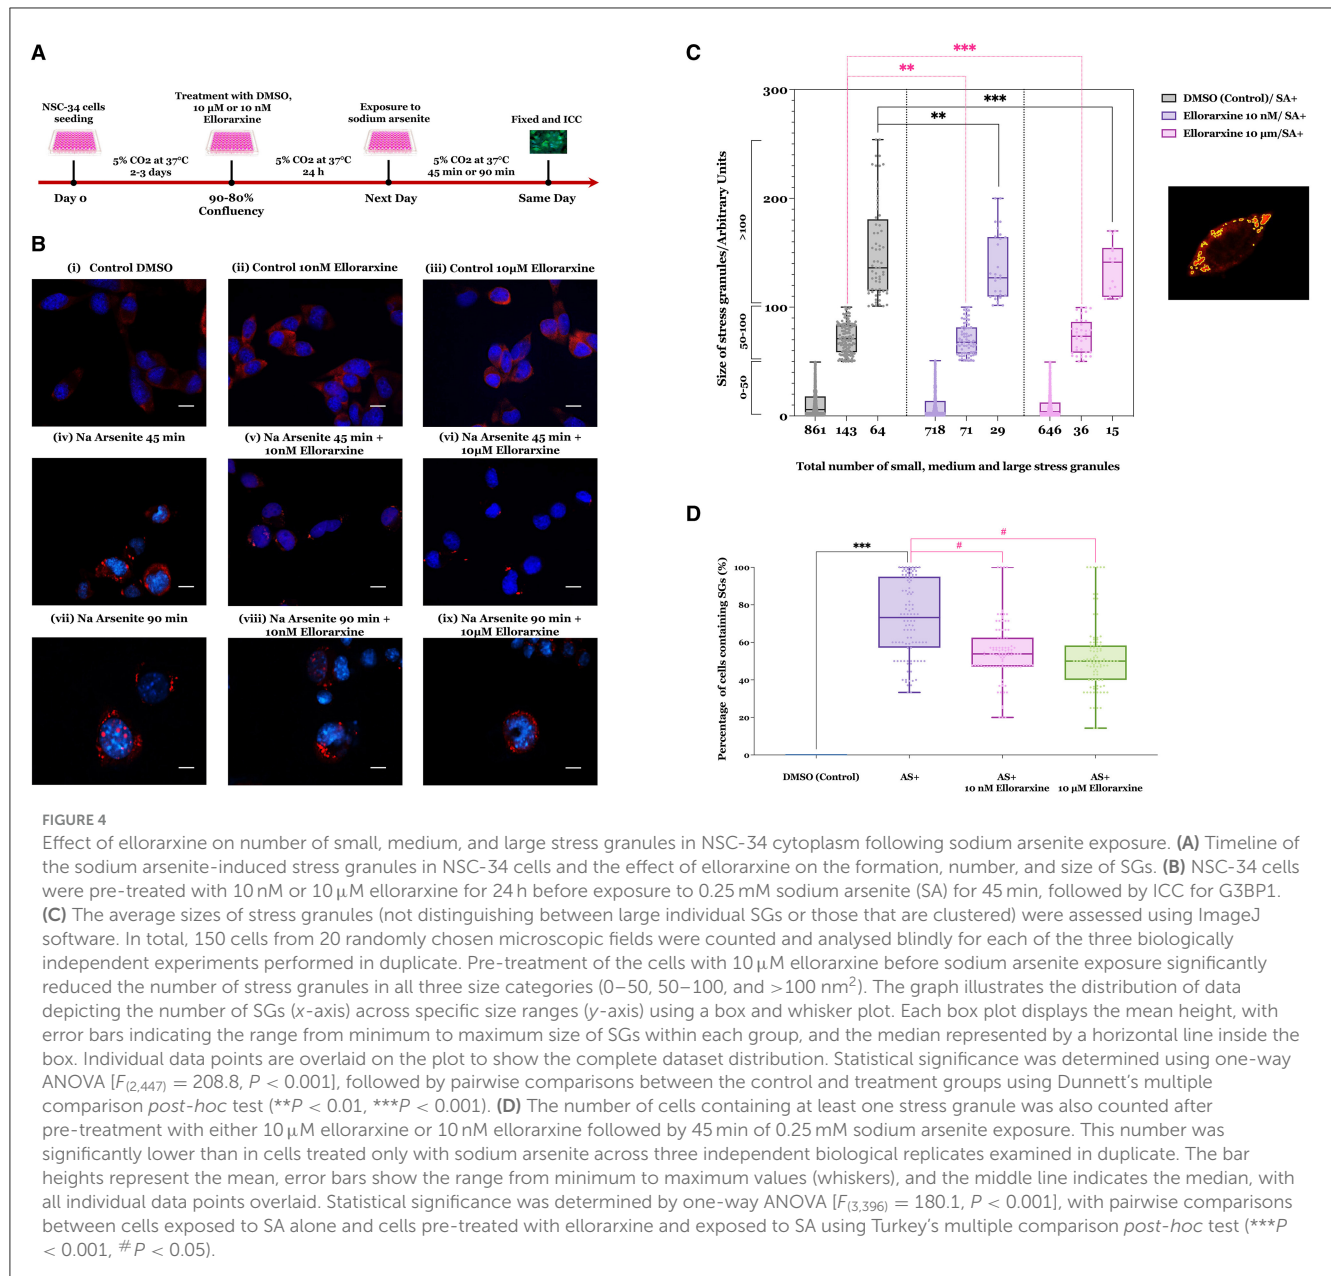 A
NSC-34 cells
seeding
Treatment with DMSO,
10 µM or 10 nM
Ellorarxine
Exposure to
sodium arsenite
Fixed and ICC
5% CO2 at 37°C
2-3 days
5% CO2 at 37°C
24 h
5% CO2 at 37°C
45 min or 90 min
Day 0
90-80%
Confluency
Next Day
Same Day
B
(i) Control DMSO
(ii) Control 10nM Ellorarxine
(iii) Control 10µM Ellorarxine
(iv) Na Arsenite 45 min
(v) Na Arsenite 45 min +
10nM Ellorarxine
(vi) Na Arsenite 45 min +
10µM Ellorarxine
(vii) Na Arsenite 90 min
(viii) Na Arsenite 90 min +
10nM Ellorarxine
(ix) Na Arsenite 90 min +
10µM Ellorarxine
C
***
**
***
**
300
200
100
0
>100
50-100
0-50
Size of stress granules/Arbitrary Units
861 143 64 718 71 29 646 36 15
Total number of small, medium and large stress granules
DMSO (Control)/ SA+
Ellorarxine 10 nM/ SA+
Ellorarxine 10 µm/SA+
D
#
***
#
100
80
60
40
20
0
Percentage of cells containing SGs (%)
DMSO (Control)
AS+
AS+
10 nM Ellorarxine
AS+
10 µM Ellorarxine
FIGURE 4
Effect of ellorarxine on number of small, medium, and large stress granules in NSC-34 cytoplasm following sodium arsenite exposure. (A) Timeline of
the sodium arsenite-induced stress granules in NSC-34 cells and the effect of ellorarxine on the formation, number, and size of SGs. (B) NSC-34 cells
were pre-treated with 10 nM or 10 µM ellorarxine for 24 h before exposure to 0.25 mM sodium arsenite (SA) for 45 min, followed by ICC for G3BP1.
(C) The average sizes of stress granules (not distinguishing between large individual SGs or those that are clustered) were assessed using ImageJ
software. In total, 150 cells from 20 randomly chosen microscopic fields were counted and analysed blindly for each of the three biologically
independent experiments performed in duplicate. Pre-treatment of the cells with 10 µM ellorarxine before sodium arsenite exposure significantly
reduced the number of stress granules in all three size categories (0–50, 50–100, and >100 nm²). The graph illustrates the distribution of data
depicting the number of SGs (x-axis) across specific size ranges (y-axis) using a box and whisker plot. Each box plot displays the mean height, with
error bars indicating the range from minimum to maximum size of SGs within each group, and the median represented by a horizontal line inside the
box. Individual data points are overlaid on the plot to show the complete dataset distribution. Statistical significance was determined using one-way
ANOVA [F(2,447) = 208.8, P < 0.001], followed by pairwise comparisons between the control and treatment groups using Dunnett's multiple
comparison post-hoc test (**P < 0.01, ***P < 0.001). (D) The number of cells containing at least one stress granule was also counted after
pre-treatment with either 10 µM ellorarxine or 10 nM ellorarxine followed by 45 min of 0.25 mM sodium arsenite exposure. This number was
significantly lower than in cells treated only with sodium arsenite across three independent biological replicates examined in duplicate. The bar
heights represent the mean, error bars show the range from minimum to maximum values (whiskers), and the middle line indicates the median, with
all individual data points overlaid. Statistical significance was determined by one-way ANOVA [F(3,396) = 180.1, P < 0.001], with pairwise comparisons
between cells exposed to SA alone and cells pre-treated with ellorarxine and exposed to SA using Turkey's multiple comparison post-hoc test (***P
< 0.001, #P < 0.05).